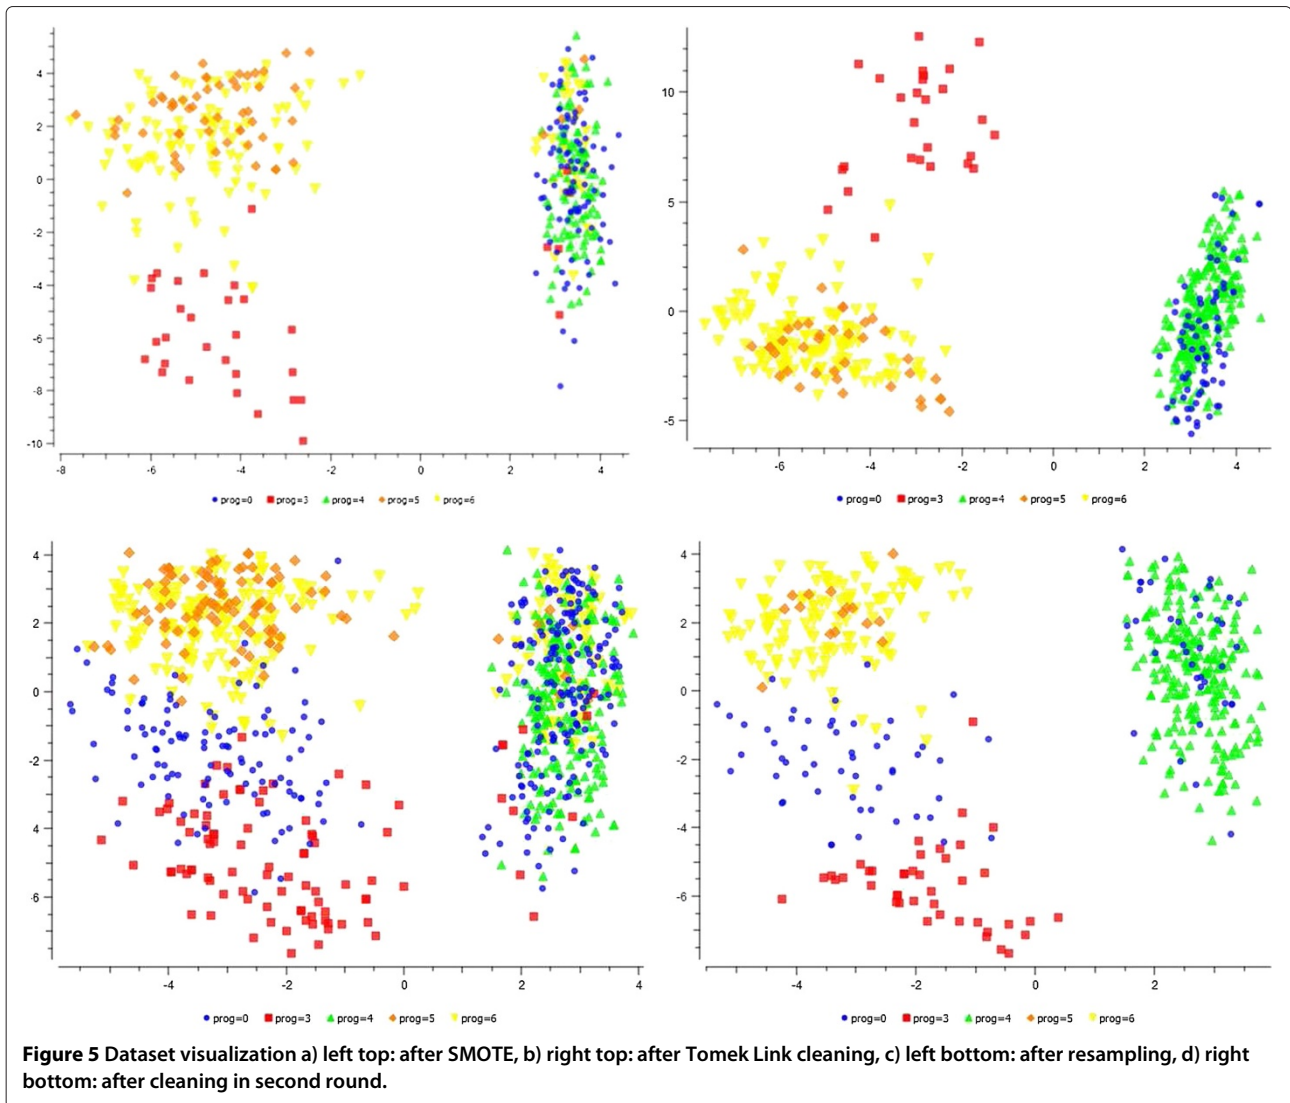 4
2
0
-2
-4
-6
-8
-10
-8 -6 -4 -2 0 2 4
prog=0 prog=3 prog=4 prog=5 prog=6
10
5
0
-5
-6 -4 -2 0 2 4
prog=0 prog=3 prog=4 prog=5 prog=6
4
2
0
-2
4
-6
-4 -2 0 2 4
prog=0 prog=3 prog=4 prog=5 prog=6
4
2
0
-2
-4
-6
-4 -2 0 2
prog=0 prog=3 prog=4 prog=5 prog=6
Figure 5 Dataset visualization a) left top: after SMOTE, b) right top: after Tomek Link cleaning, c) left bottom: after resampling, d) right
bottom: after cleaning in second round.